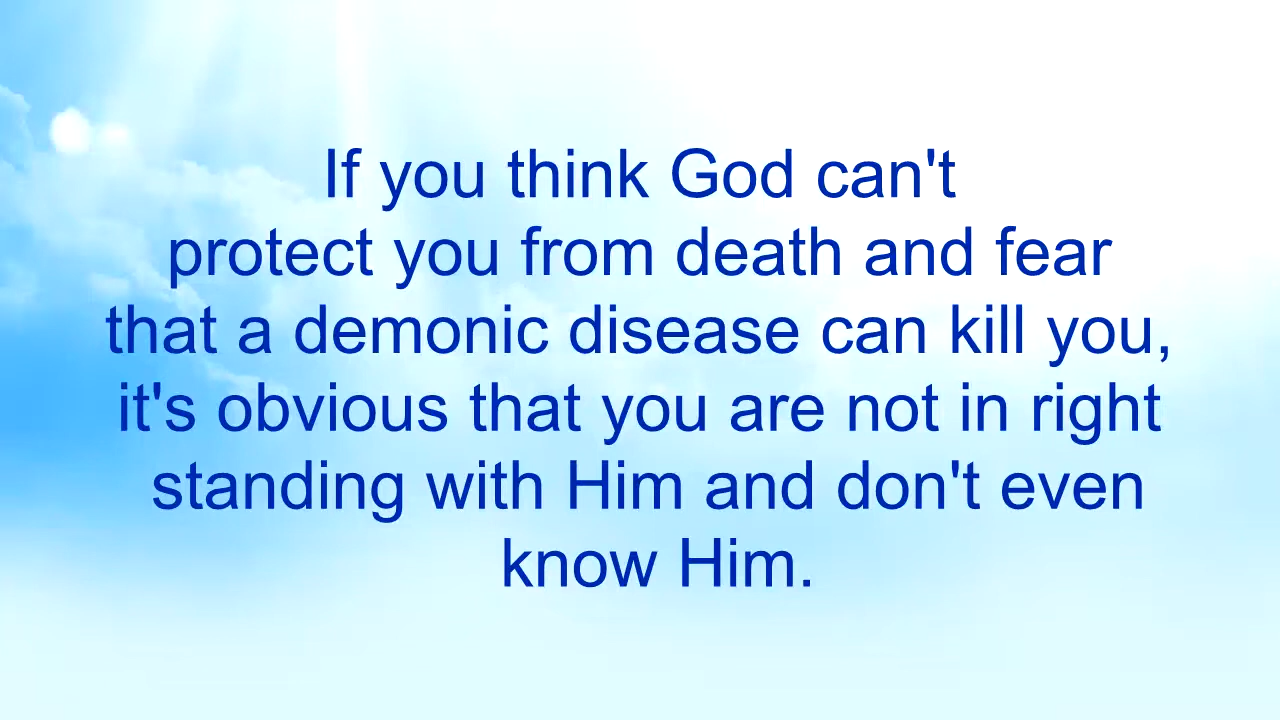 If you think God can't
protect you from death and fear
that a demonic disease can kill you,
it's obvious that you are not in right
standing with Him and don't even
know Him.